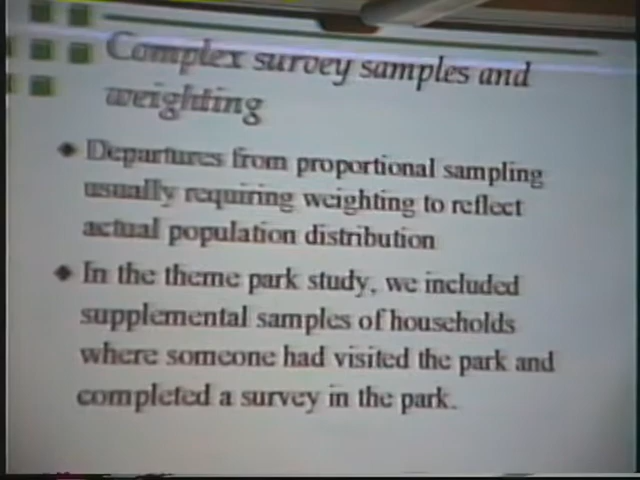 Complex survey samples and
weighting
Departures from proportional sampling
usually requiring weighting to reflect
actual population distribution
In the theme park study, we included
supplemental samples of households
where someone had visited the park and
completed a survey in the park.